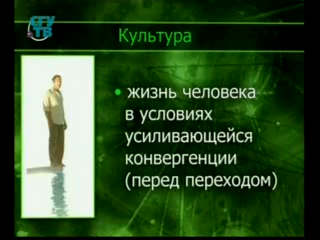 СГУ
ТВ
Культура
• жизнь человека
в условиях
усиливающейся
конвергенции
(перед переходом)